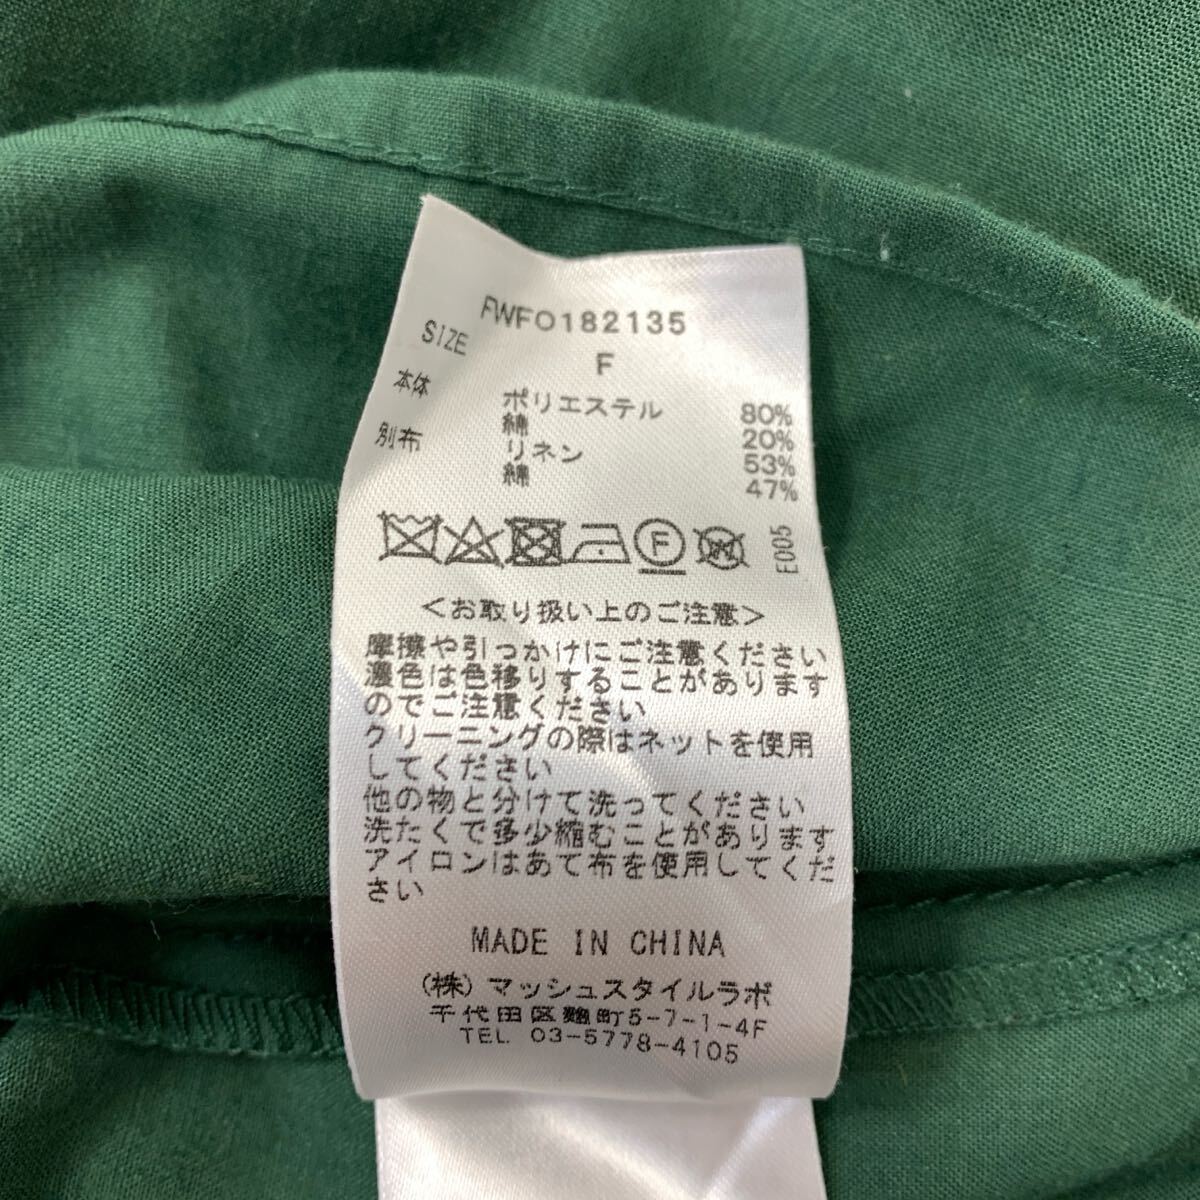 FWFO182135
SIZE F
本体 ポリエステル 80%
綿 20%
別布 リネン 53%
綿 47%
F W E005
<お取り扱い上のご注意>
摩擦や引っかけにご注意ください
濃色は色移りすることがあります
のでご注意ください
クリーニングの際はネットを使用
してください
他の物と分けて洗ってください
洗たくで多少縮むことがあります
アイロンはあて布を使用してくだ
さい
MADE IN CHINA
(株)マッシュスタイルラボ
千代田区麴町5-7-1-4F
TEL 03-5778-4105